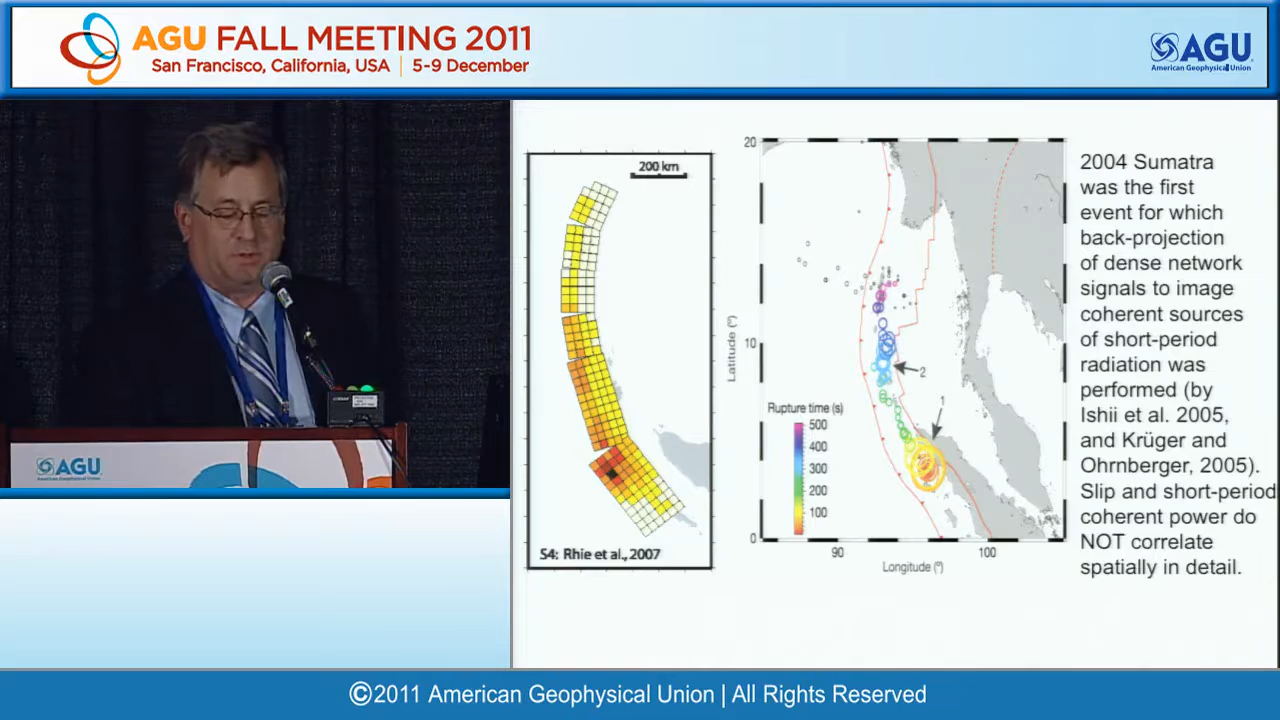 AGU FALL MEETING 2011
San Francisco, California, USA | 5-9 December
AGU
American Geophysical Union
AGU
American Geophysical Union
200 km
S4: Rhie et al., 2007
20
10
0
Latitude (º)
90
100
Longitude (º)
Rupture time (s)
500
400
300
200
100
1
2
2004 Sumatra
was the first
event for which
back-projection
of dense network
signals to image
coherent sources
of short-period
radiation was
performed (by
Ishii et al. 2005,
and Krüger and
Ohrnberger, 2005).
Slip and short-period
coherent power do
NOT correlate
spatially in detail.
©2011 American Geophysical Union | All Rights Reserved